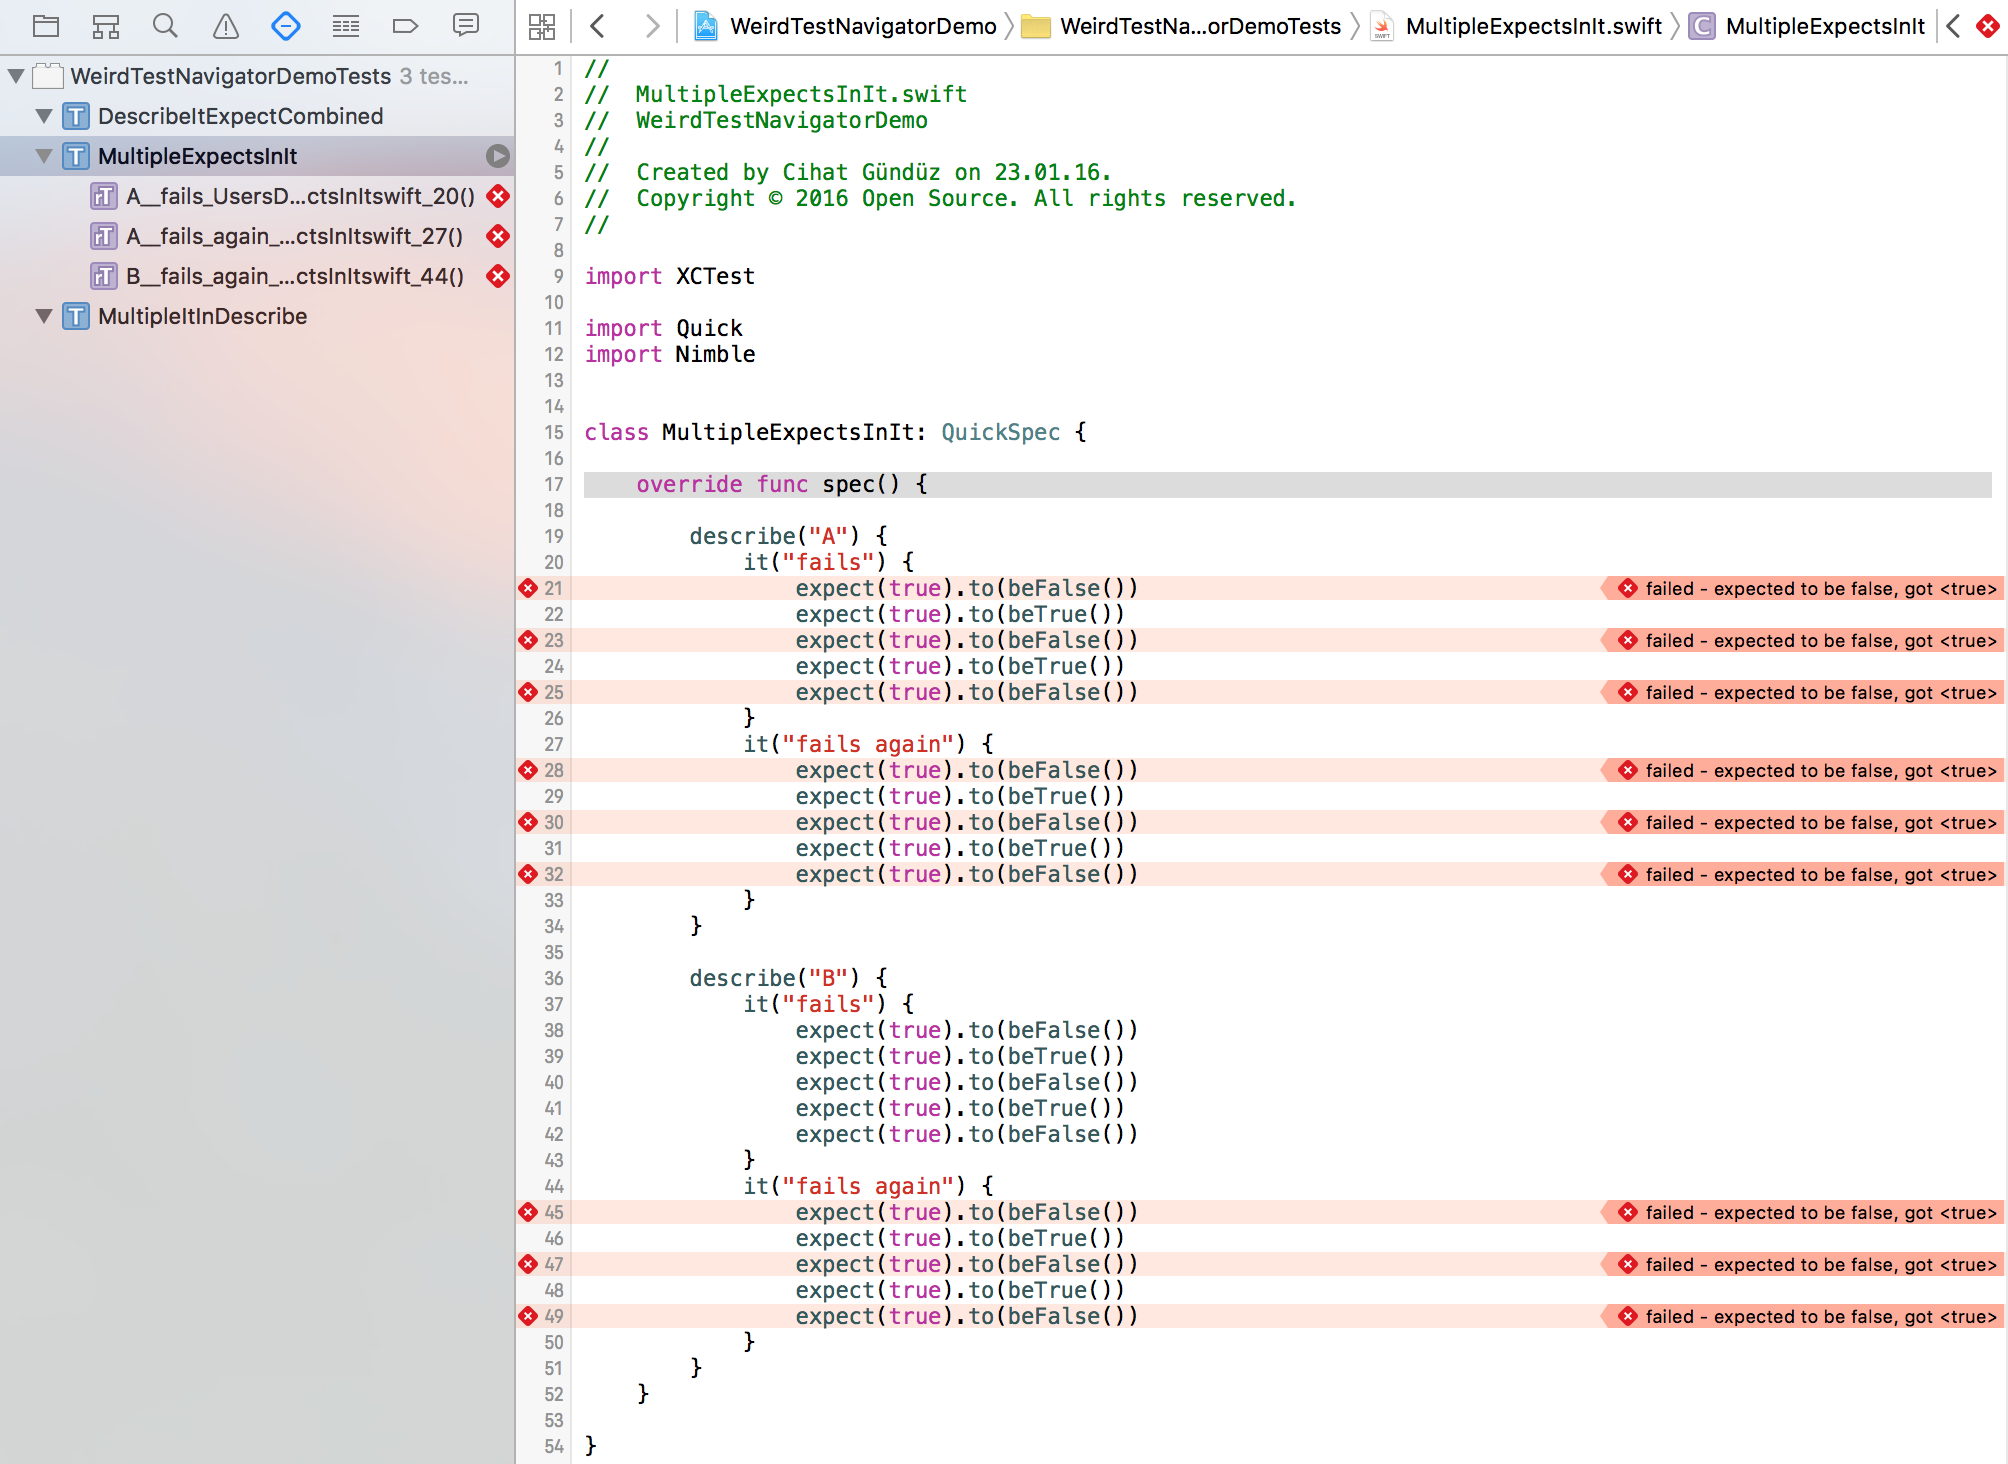 WeirdTestNavigatorDemo WeirdTestNa...orDemoTests MultipleExpectsInIt.swift C MultipleExpectsInIt
WeirdTestNavigatorDemoTests 3 tes...
T DescribeItExpectCombined
T MultipleExpectsInIt
rT A__fails_UsersD...ctsInItswift_20()
rT A__fails_again_...ctsInItswift_27()
rT B__fails_again_...ctsInItswift_44()
T MultipleItInDescribe
1 //
2 //  MultipleExpectsInIt.swift
3 //  WeirdTestNavigatorDemo
4 //
5 //  Created by Cihat Gündüz on 23.01.16.
6 //  Copyright © 2016 Open Source. All rights reserved.
7 //
8
9 import XCTest
10
11 import Quick
12 import Nimble
13
14
15 class MultipleExpectsInIt: QuickSpec {
16
17     override func spec() {
18
19         describe("A") {
20             it("fails") {
21                 expect(true).to(beFalse()) failed - expected to be false, got <true>
22                 expect(true).to(beTrue())
23                 expect(true).to(beFalse()) failed - expected to be false, got <true>
24                 expect(true).to(beTrue())
25                 expect(true).to(beFalse()) failed - expected to be false, got <true>
26             }
27             it("fails again") {
28                 expect(true).to(beFalse()) failed - expected to be false, got <true>
29                 expect(true).to(beTrue())
30                 expect(true).to(beFalse()) failed - expected to be false, got <true>
31                 expect(true).to(beTrue())
32                 expect(true).to(beFalse()) failed - expected to be false, got <true>
33             }
34         }
35
36         describe("B") {
37             it("fails") {
38                 expect(true).to(beFalse())
39                 expect(true).to(beTrue())
40                 expect(true).to(beFalse())
41                 expect(true).to(beTrue())
42                 expect(true).to(beFalse())
43             }
44             it("fails again") {
45                 expect(true).to(beFalse()) failed - expected to be false, got <true>
46                 expect(true).to(beTrue())
47                 expect(true).to(beFalse()) failed - expected to be false, got <true>
48                 expect(true).to(beTrue())
49                 expect(true).to(beFalse()) failed - expected to be false, got <true>
50             }
51         }
52     }
53
54 }